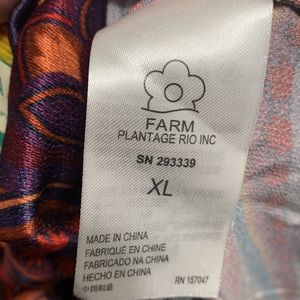 FARM
PLANTAGE RIO INC
SN 293339
XL
MADE IN CHINA
FABRIQUÉ EN CHINE
FABRICADO NA CHINA
HECHO EN CHINA
中国制造
RN 157047